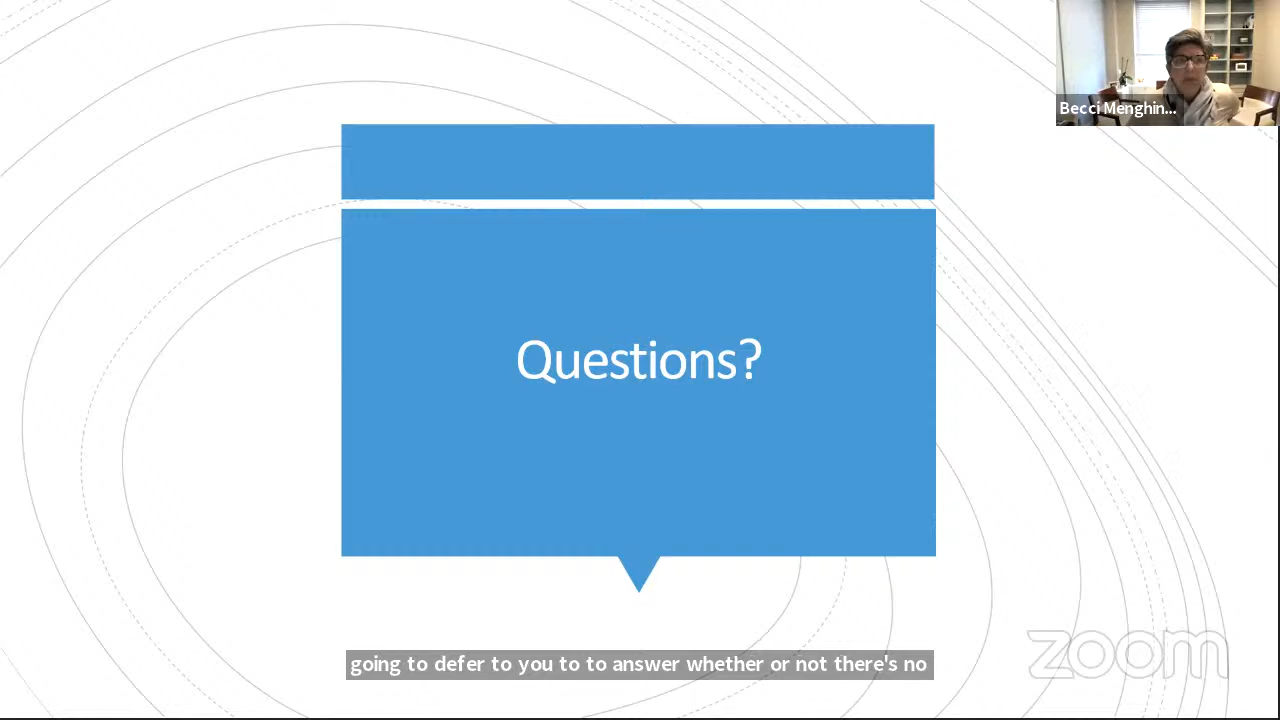 Becci Menghin...
Questions?
going to defer to you to to answer whether or not there's no
zoom